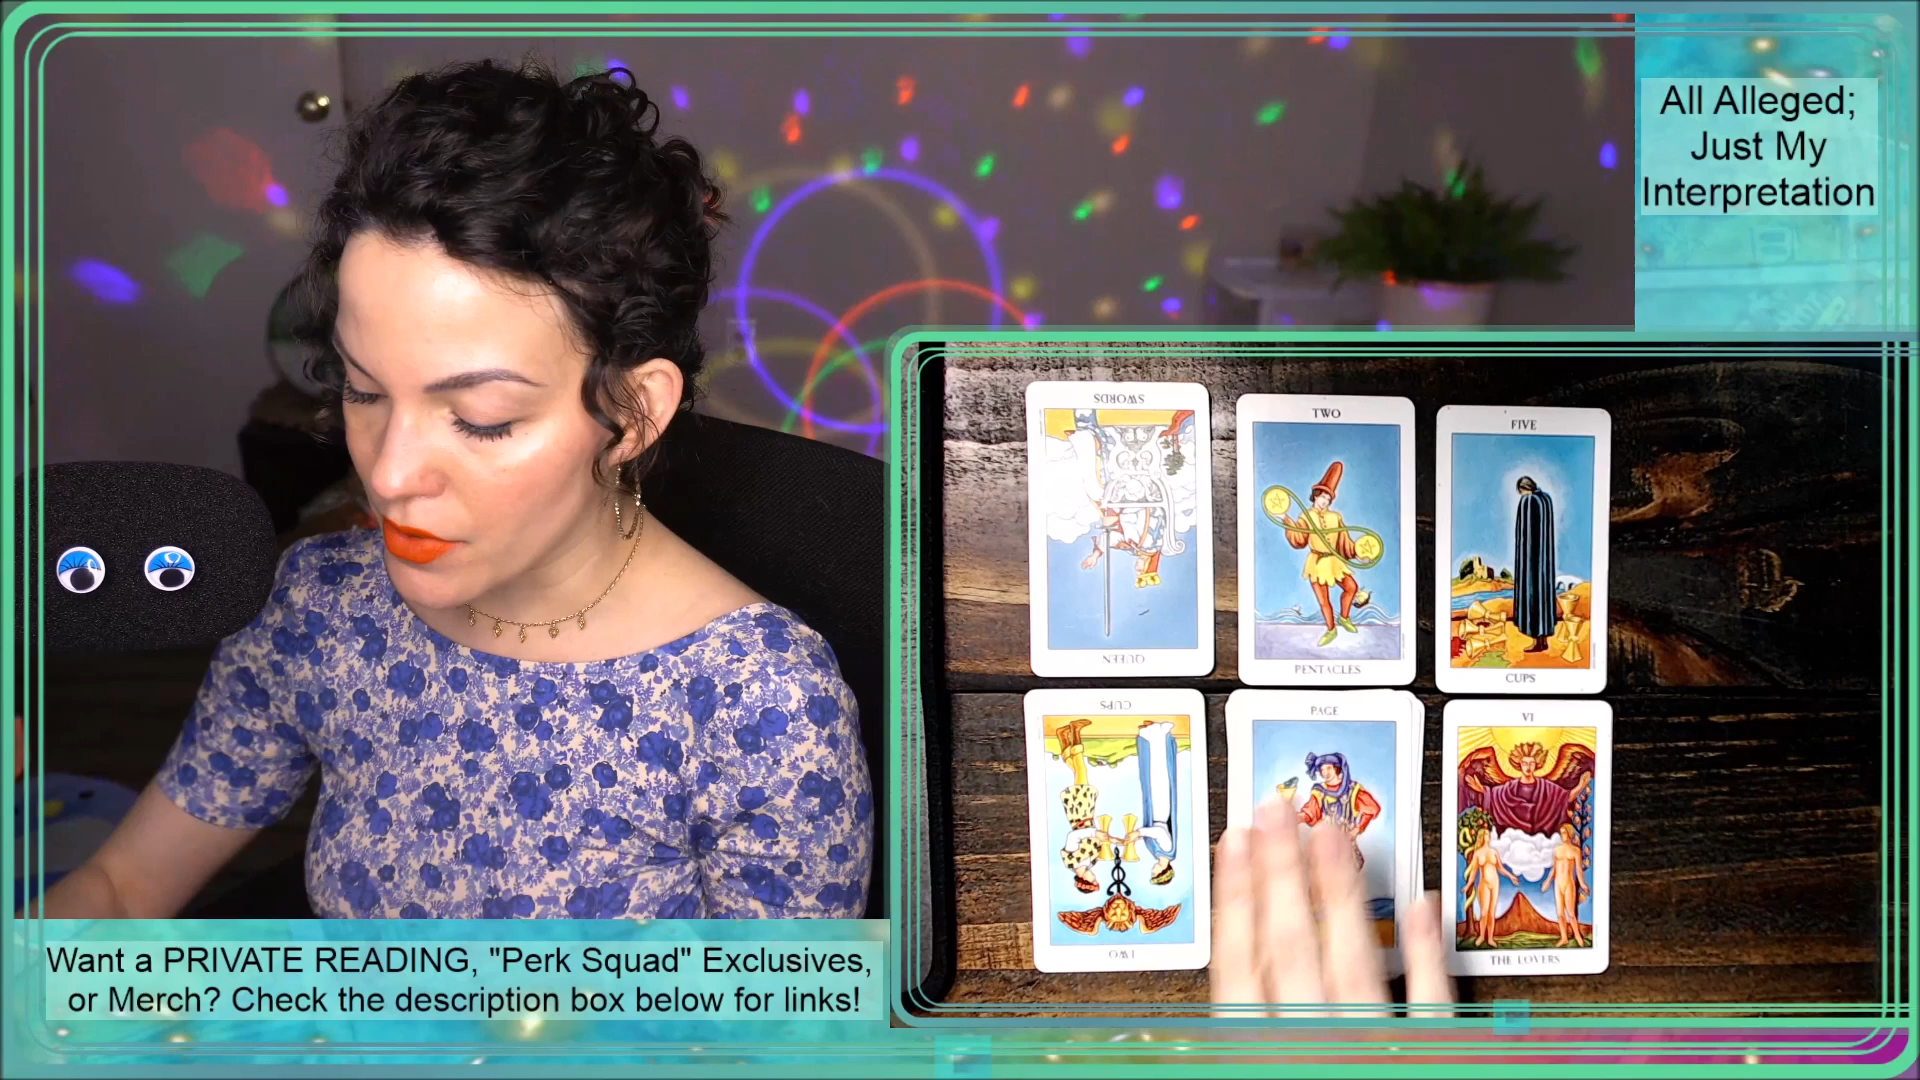 All Alleged;
Just My
Interpretation
SWORDS
QUEEN
TWO
PENTACLES
FIVE
CUPS
CUPS
TWO
PAGE
VI
THE LOVERS
Want a PRIVATE READING, "Perk Squad" Exclusives,
or Merch? Check the description box below for links!